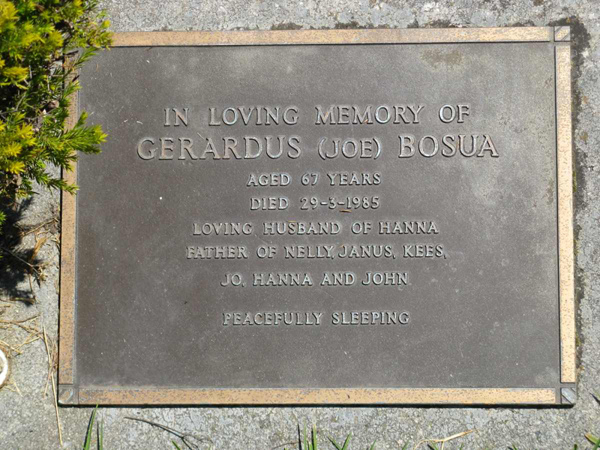 IN LOVING MEMORY OF
GERARDUS (JOE) BOSUA
AGED 67 YEARS
DIED 29-3-1985
LOVING HUSBAND OF HANNA
FATHER OF NELLY, JANUS, KEES,
JO, HANNA AND JOHN
PEACEFULLY SLEEPING